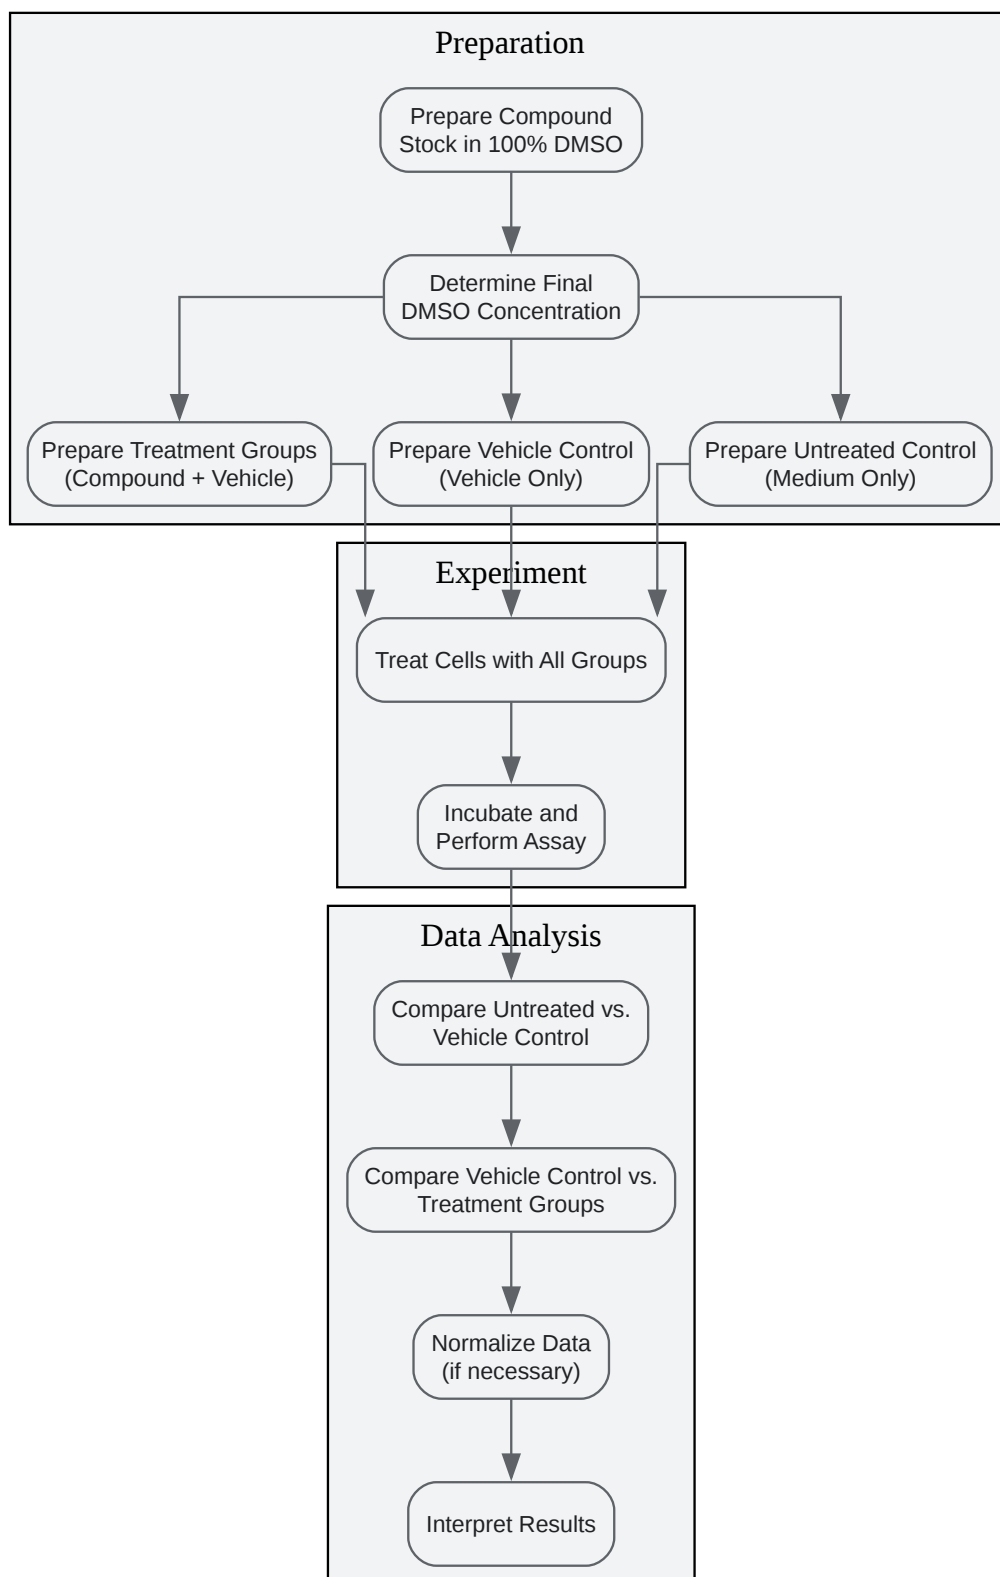 Preparation
Prepare Compound
Stock in 100% DMSO
Determine Final
DMSO Concentration
Prepare Treatment Groups
(Compound + Vehicle)
Prepare Vehicle Control
(Vehicle Only)
Prepare Untreated Control
(Medium Only)
Experiment
Treat Cells with All Groups
Incubate and
Perform Assay
Data Analysis
Compare Untreated vs.
Vehicle Control
Compare Vehicle Control vs.
Treatment Groups
Normalize Data
(if necessary)
Interpret Results